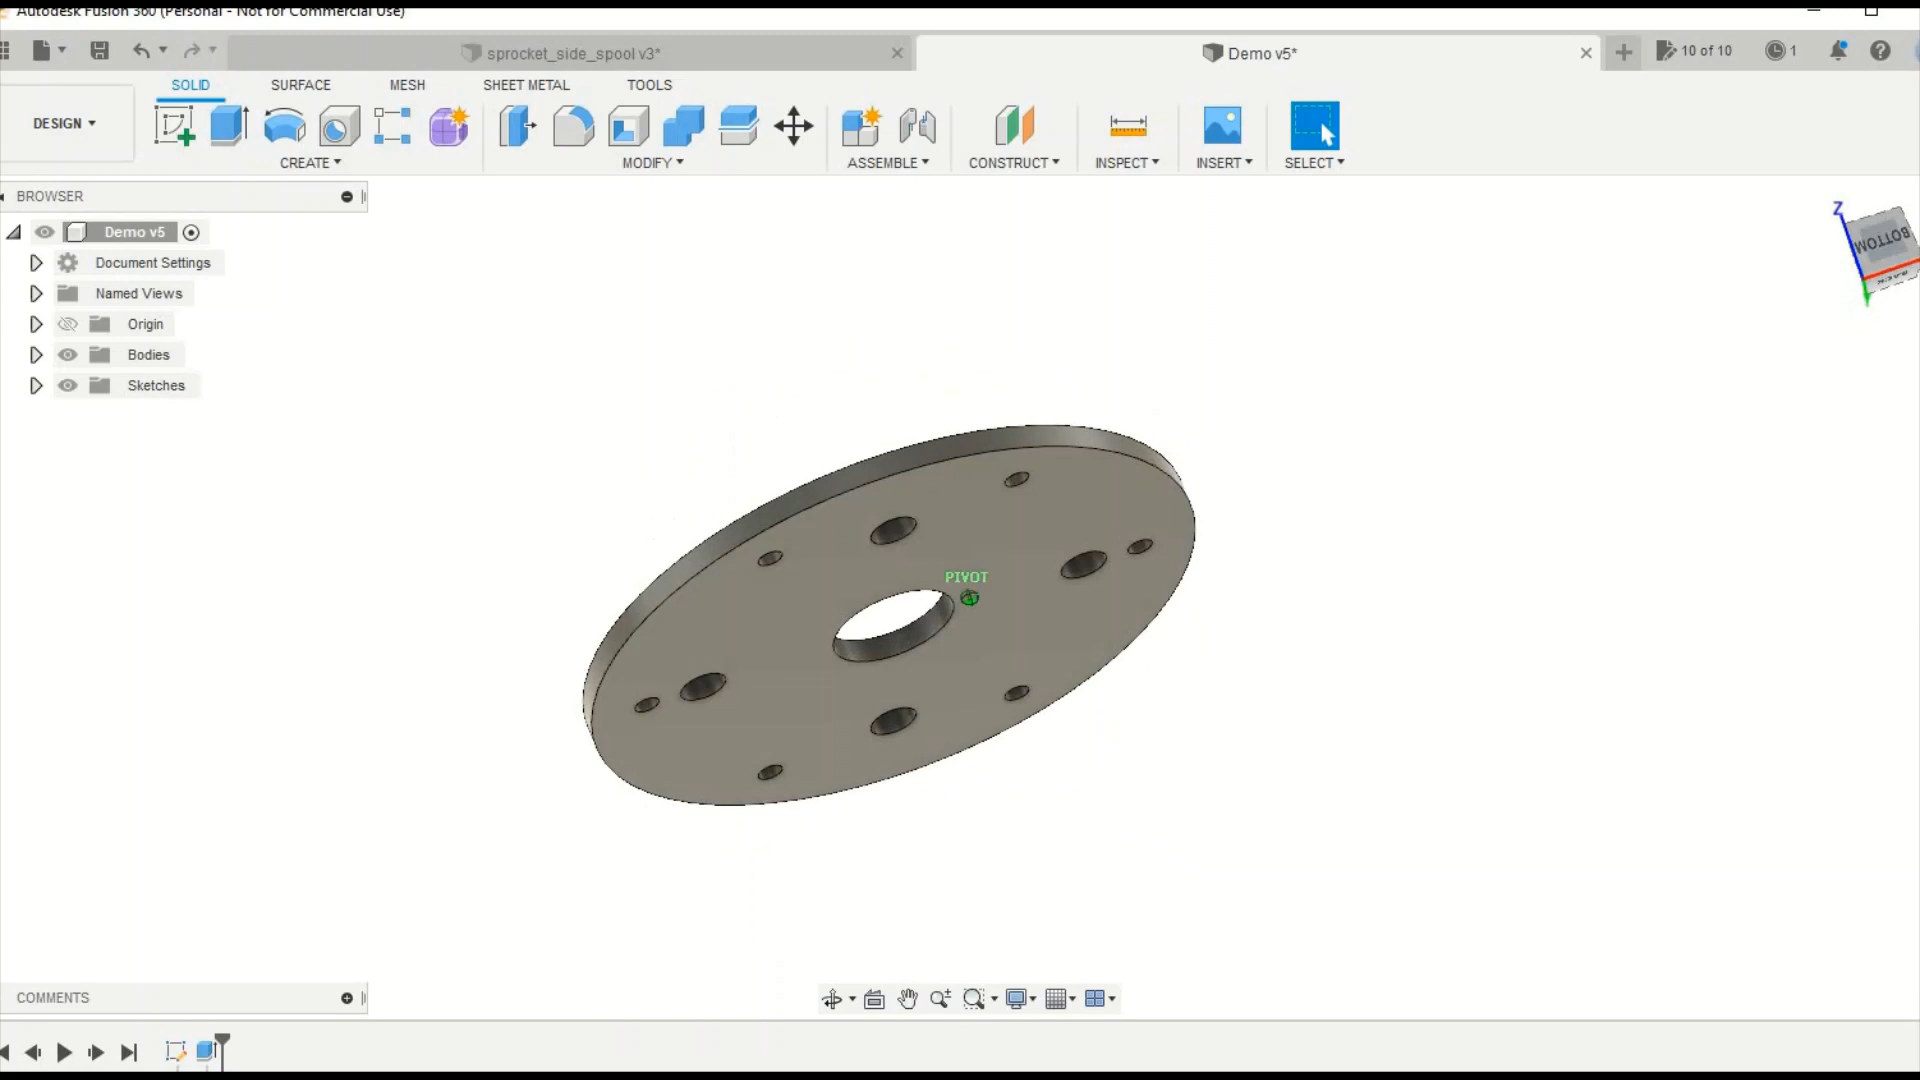 Autodesk Fusion 360 (Personal - Not for Commercial Use)
sprocket_side_spool v3*
Demo v5*
10 of 10
1
SOLID
SURFACE
MESH
SHEET METAL
TOOLS
DESIGN
CREATE
MODIFY
ASSEMBLE
CONSTRUCT
INSPECT
INSERT
SELECT
BROWSER
Demo v5
Document Settings
Named Views
Origin
Bodies
Sketches
Z
BOTTOM
PIVOT
COMMENTS